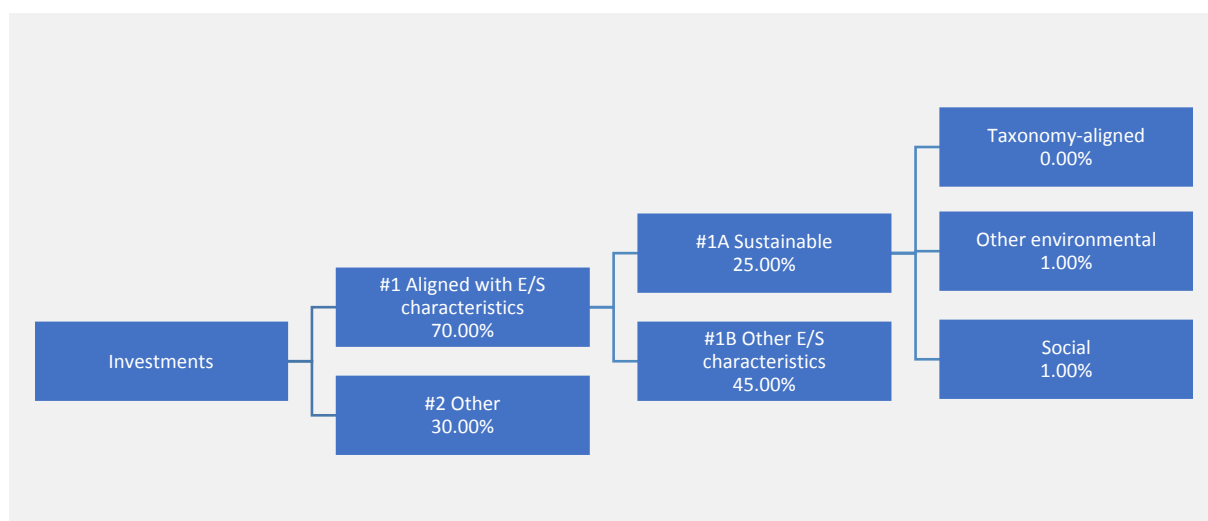 Investments
#1 Aligned with E/S
characteristics
70.00%
#2 Other
30.00%
#1A Sustainable
25.00%
#1B Other E/S
characteristics
45.00%
Taxonomy-aligned
0.00%
Other environmental
1.00%
Social
1.00%